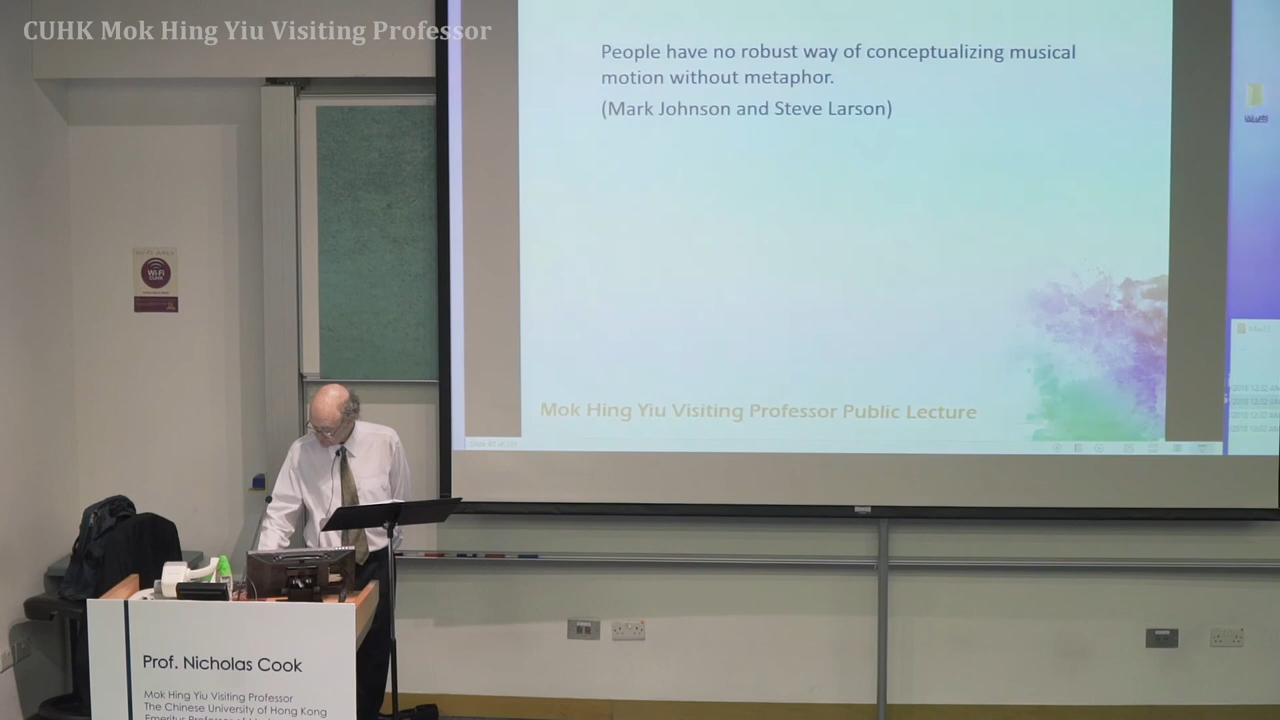 CUHK Mok Hing Yiu Visiting Professor
People have no robust way of conceptualizing musical
motion without metaphor.
(Mark Johnson and Steve Larson)
Mok Hing Yiu Visiting Professor Public Lecture
Wi-Fi
CUHK
Prof. Nicholas Cook
Mok Hing Yiu Visiting Professor
The Chinese University of Hong Kong